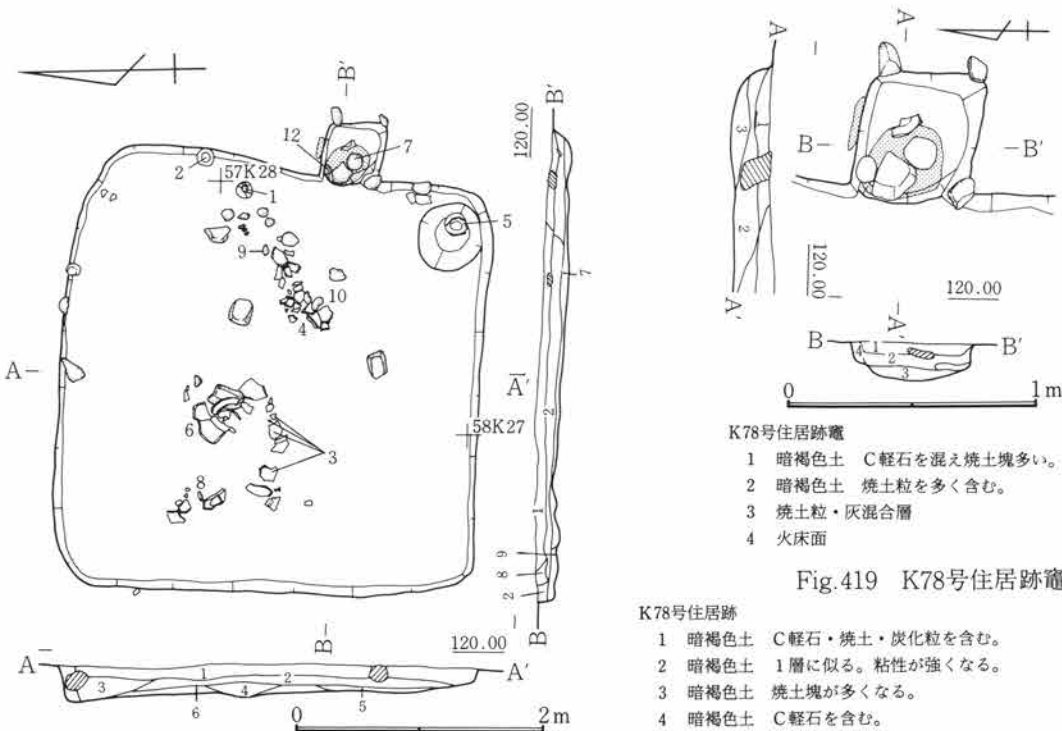 B'
A
57K28
12
7
2
1
5
9
10
4
A
A'
6
3
58K27
8
B
A
120.00
A'
1
2
3
4
6
5
0
2m
120.00
B'
7
2
1
9
8
2
B
A
A
3
1
2
A'
120.00
B
B'
A'
120.00
B
B'
1
2
3
4
0
1m
K78号住居跡竈
1 暗褐色土 C軽石を混え焼土塊多い。
2 暗褐色土 焼土粒を多く含む。
3 焼土粒・灰混合層
4 火床面
Fig.419 K78号住居跡竈
K78号住居跡
1 暗褐色土 C軽石・焼土・炭化粒を含む。
2 暗褐色土 1層に似る。粘性が強くなる。
3 暗褐色土 焼土塊が多くなる。
4 暗褐色土 C軽石を含む。